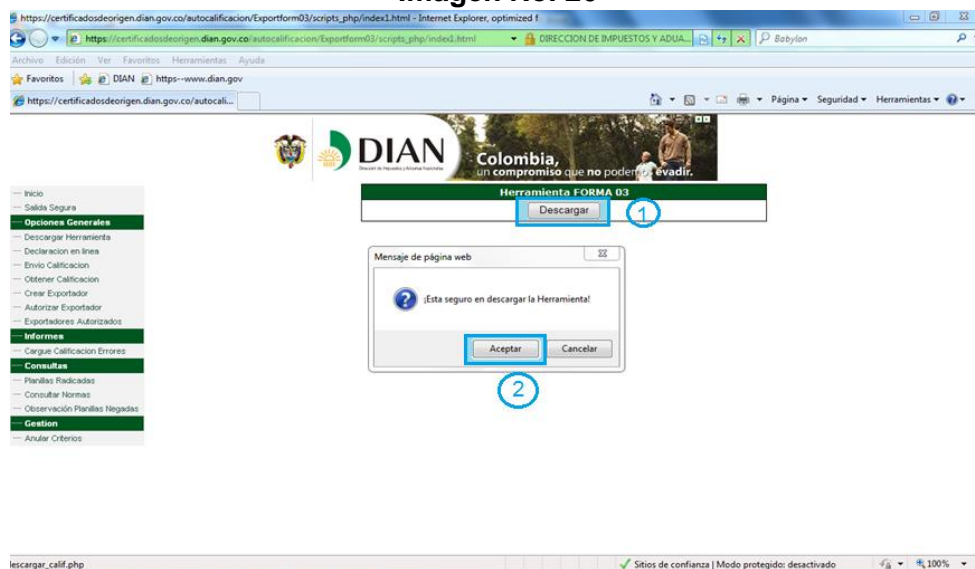 Imagen No. 20
https://certificadosdeorigen.dian.gov.co/autocalificacion/Exportform03/scripts_php/index1.html - Internet Explorer, optimized f
https://certificadosdeorigen.dian.gov.co/autocalificacion/Exportform03/scripts_php/index1.html
DIRECCION DE IMPUESTOS Y ADUA...
Babylon
Archivo Edición Ver Favoritos Herramientas Ayuda
Favoritos DIAN https--www.dian.gov
https://certificadosdeorigen.dian.gov.co/autocali...
Página Seguridad Herramientas
DIAN
Colombia,
un compromiso que no podemos evadir.
Herramienta FORMA 03
Descargar
1
Inicio
Salida Segura
Opciones Generales
Descargar Herramienta
Declaracion en linea
Envio Calificacion
Obtener Calificacion
Crear Exportador
Autorizar Exportador
Exportadores Autorizados
Informes
Cargue Calificacion Errores
Consultas
Planillas Radicadas
Consultar Normas
Observación Planillas Negadas
Gestion
Anular Criterios
Mensaje de página web
¡Esta seguro en descargar la Herramienta!
Aceptar Cancelar
2
lescargar_calif.php
Sitios de confianza | Modo protegido: desactivado
100%